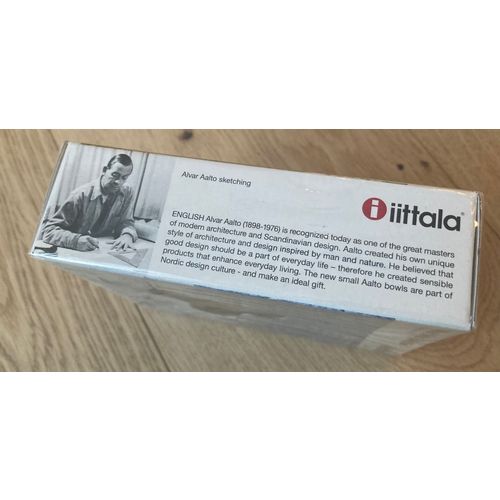 Alvar Aalto sketching
iittala
ENGLISH Alvar Aalto (1898-1976) is recognized today as one of the great masters
of modern architecture and Scandinavian design. Aalto created his own unique
style of architecture and design inspired by man and nature. He believed that
good design should be a part of everyday life – therefore he created sensible
products that enhance everyday living. The new small Aalto bowls are part of
Nordic design culture - and make an ideal gift.